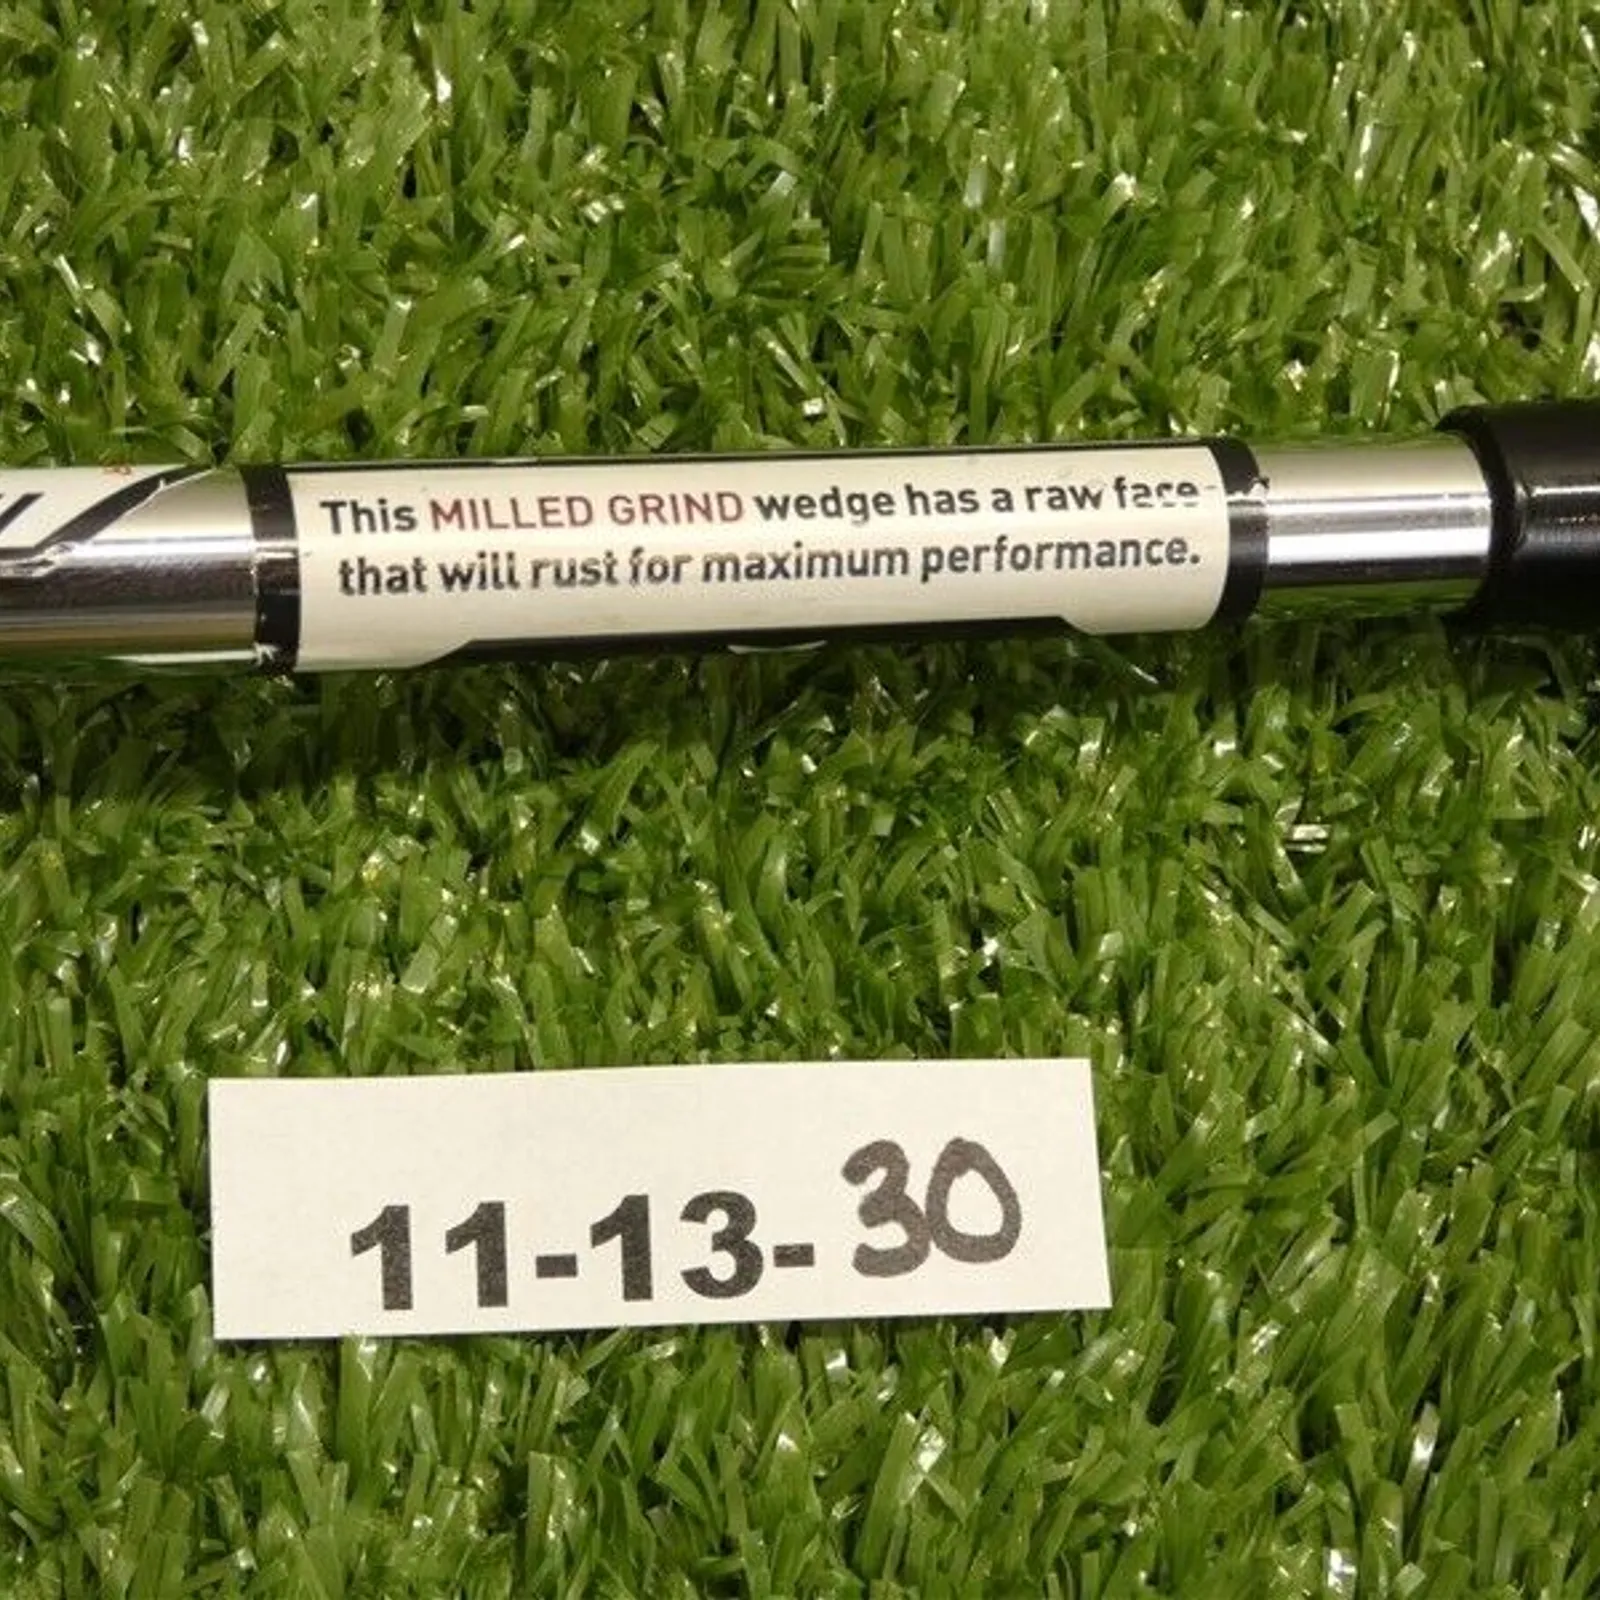 This MILLED GRIND wedge has a raw face
that will rust for maximum performance.
11-13-30